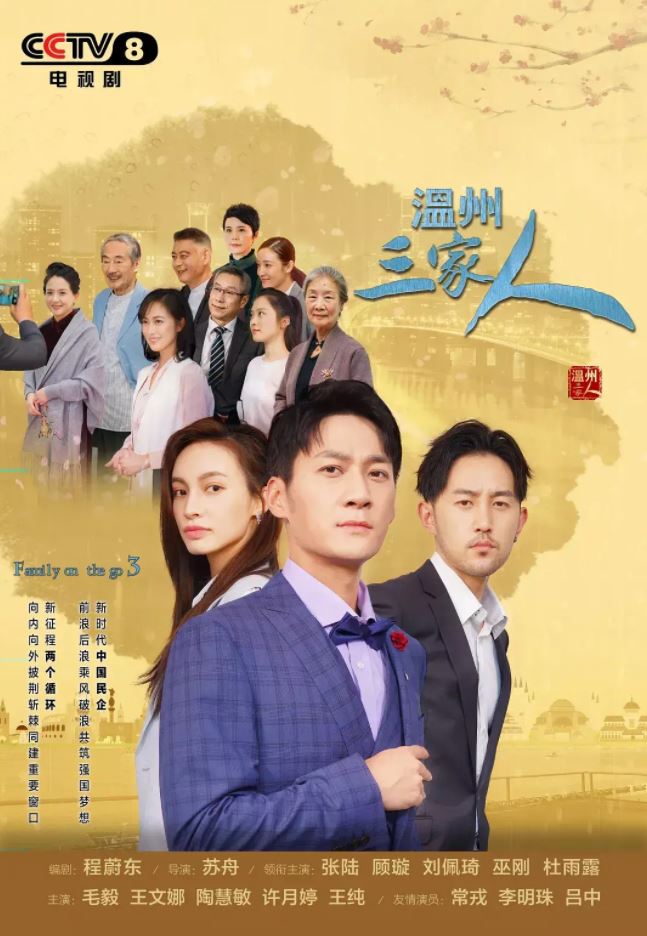 CCTV 8
电视剧
温州
三家人
温州
三家人
Family on the go 3
新时代中国民企
前浪后浪乘风破浪共筑强国梦想
新征程两个循环
向内向外披荆斩棘同建重要窗口
编剧：程蔚东 / 导演：苏舟 / 领衔主演：张陆 顾璇 刘佩琦 巫刚 杜雨露
主演：毛毅 王文娜 陶慧敏 许月婷 王纯 / 友情演员：常戎 李明珠 吕中